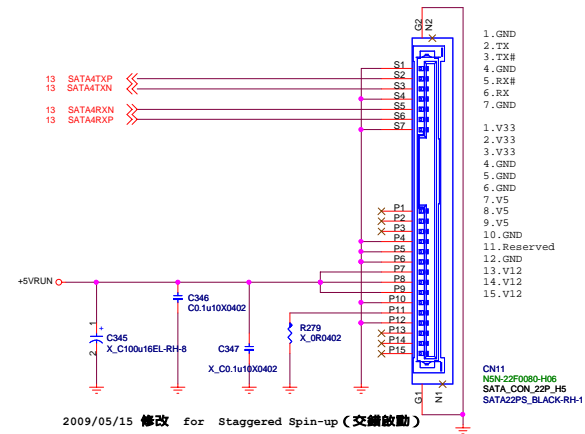 G2
N2
1.GND
2.TX
3.TX#
4.GND
5.RX#
6.RX
7.GND
13 SATA4TXP
13 SATA4TXN
13 SATA4RXN
13 SATA4RXP
S1
S2
S3
S4
S5
S6
S7
1.V33
2.V33
3.V33
4.GND
5.GND
6.GND
7.V5
8.V5
9.V5
10.GND
11.Reserved
12.GND
13.V12
14.V12
15.V12
P1
P2
P3
P4
P5
P6
P7
P8
P9
P10
P11
P12
P13
P14
P15
+5VRUN
1
+
2
C345
X_C100u16EL-RH-8
C346
C0.1u10X0402
C347
X_C0.1u10X0402
R279
X_0R0402
G1
N1
CN11
N5N-22F0080-H06
SATA_CON_22P_H5
SATA22PS_BLACK-RH-1
2009/05/15 修改 for Staggered Spin-up (交錯啟動)